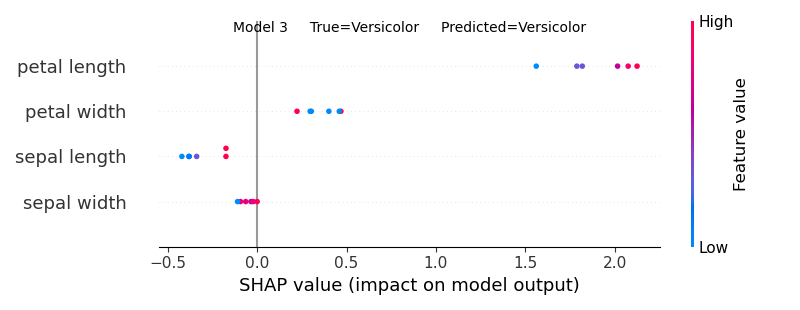 Model 3 True=Versicolor Predicted=Versicolor
High
petal length
petal width
sepal length
sepal width
Feature value
Low
−0.5 0.0 0.5 1.0 1.5 2.0
SHAP value (impact on model output)